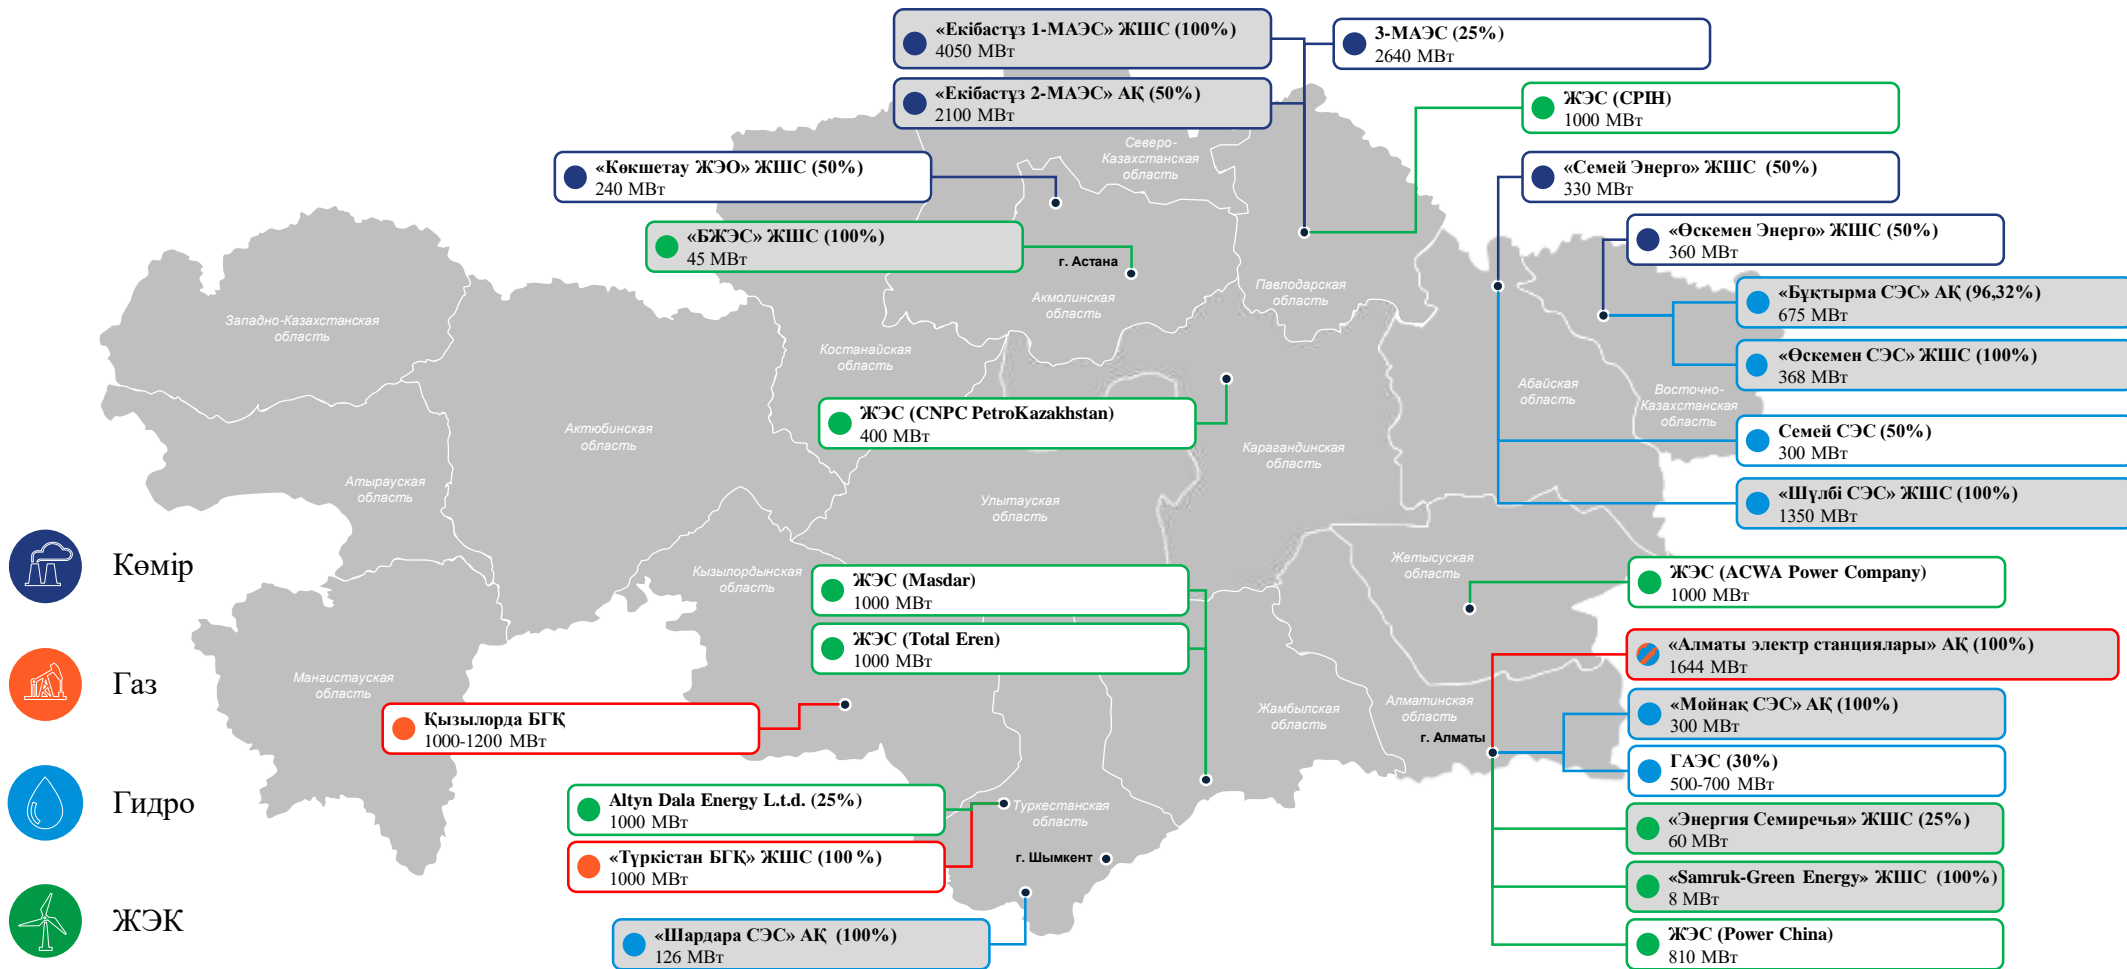 «Екібастұз 1-МАЭС» ЖШС (100%)
4050 МВт
3-МАЭС (25%)
2640 МВт
«Екібастұз 2-МАЭС» АҚ (50%)
2100 МВт
ЖЭС (CPIH)
1000 МВт
Северо-
Казахстанская
область
«Көкшетау ЖЭО» ЖШС (50%)
240 МВт
«Семей Энерго» ЖШС (50%)
330 МВт
«БЖЭС» ЖШС (100%)
45 МВт
г. Астана
«Өскемен Энерго» ЖШС (50%)
360 МВт
Акмолинская
область
Павлодарская
область
«Бұқтырма СЭС» АҚ (96,32%)
675 МВт
Западно-Казахстанская
область
Костанайская
область
«Өскемен СЭС» ЖШС (100%)
368 МВт
Абайская
область
Восточно-
Казахстанская
область
ЖЭС (CNPC PetroKazakhstan)
400 МВт
Актюбинская
область
Карагандинская
область
Семей СЭС (50%)
300 МВт
Атырауская
область
Улытауская
область
«Шүлбі СЭС» ЖШС (100%)
1350 МВт
Көмір
Кызылордынская
область
ЖЭС (Masdar)
1000 МВт
Жетысуская
область
ЖЭС (ACWA Power Company)
1000 МВт
ЖЭС (Total Eren)
1000 МВт
«Алматы электр станциялары» АҚ (100%)
1644 МВт
Газ
Мангистауская
область
Жамбылская
область
Алматинская
область
г. Алматы
«Мойнақ СЭС» АҚ (100%)
300 МВт
Қызылорда БГҚ
1000-1200 МВт
ГАЭС (30%)
500-700 МВт
Гидро
Altyn Dala Energy L.t.d. (25%)
1000 МВт
Туркестанская
область
«Энергия Семиречья» ЖШС (25%)
60 МВт
«Түркістан БГҚ» ЖШС (100 %)
1000 МВт
г. Шымкент
«Samruk-Green Energy» ЖШС (100%)
8 МВт
ЖЭК
«Шардара СЭС» АҚ (100%)
126 МВт
ЖЭС (Power China)
810 МВт